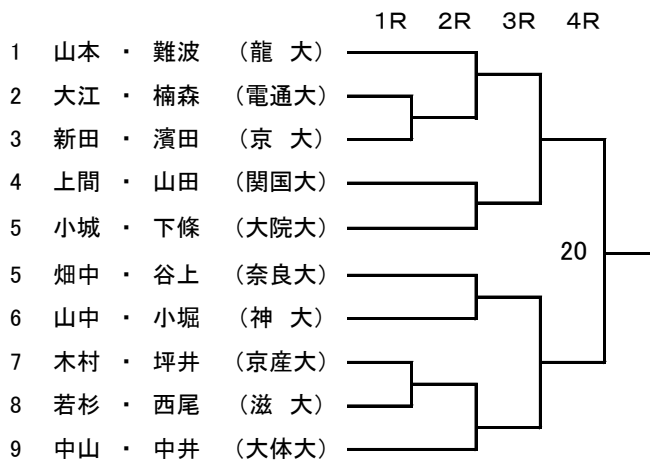 1R 2R 3R 4R
1 山本 ・ 難波 (龍 大)
2 大江 ・ 楠森 (電通大)
3 新田 ・ 濱田 (京 大)
4 上間 ・ 山田 (関国大)
5 小城 ・ 下條 (大院大)
20
5 畑中 ・ 谷上 (奈良大)
6 山中 ・ 小堀 (神 大)
7 木村 ・ 坪井 (京産大)
8 若杉 ・ 西尾 (滋 大)
9 中山 ・ 中井 (大体大)